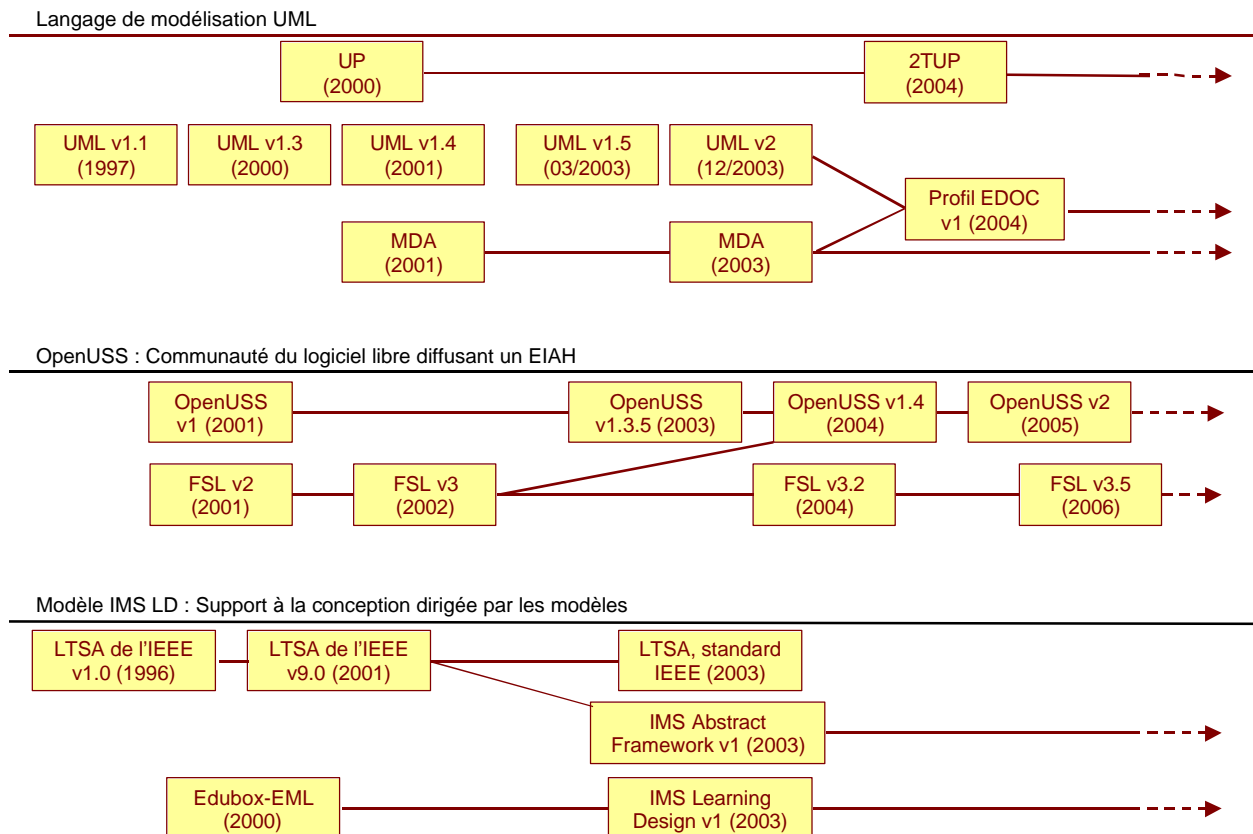 Langage de modélisation UML
UP
(2000)
2TUP
(2004)
UML v1.1
(1997)
UML v1.3
(2000)
UML v1.4
(2001)
UML v1.5
(03/2003)
UML v2
(12/2003)
Profil EDOC
v1 (2004)
MDA
(2001)
MDA
(2003)
OpenUSS : Communauté du logiciel libre diffusant un EIAH
OpenUSS
v1 (2001)
OpenUSS
v1.3.5 (2003)
OpenUSS v1.4
(2004)
OpenUSS v2
(2005)
FSL v2
(2001)
FSL v3
(2002)
FSL v3.2
(2004)
FSL v3.5
(2006)
Modèle IMS LD : Support à la conception dirigée par les modèles
LTSA de l'IEEE
v1.0 (1996)
LTSA de l'IEEE
v9.0 (2001)
LTSA, standard
IEEE (2003)
IMS Abstract
Framework v1 (2003)
Edubox-EML
(2000)
IMS Learning
Design v1 (2003)